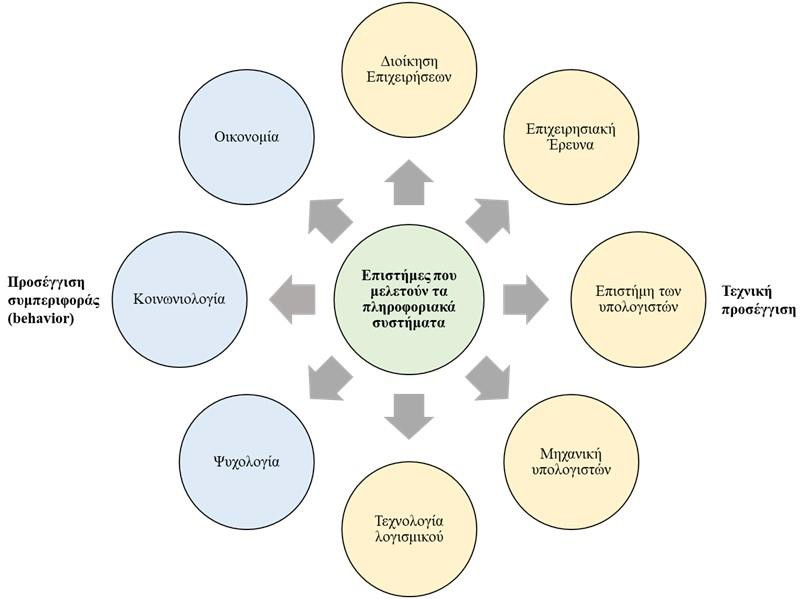 Διοίκηση
Επιχειρήσεων
Οικονομία
Επιχειρησιακή
Έρευνα
Προσέγγιση
συμπεριφοράς
(behavior)
Κοινωνιολογία
Επιστήμες που
μελετούν τα
πληροφοριακά
συστήματα
Επιστήμη των
υπολογιστών
Τεχνική
προσέγγιση
Ψυχολογία
Μηχανική
υπολογιστών
Τεχνολογία
λογισμικού